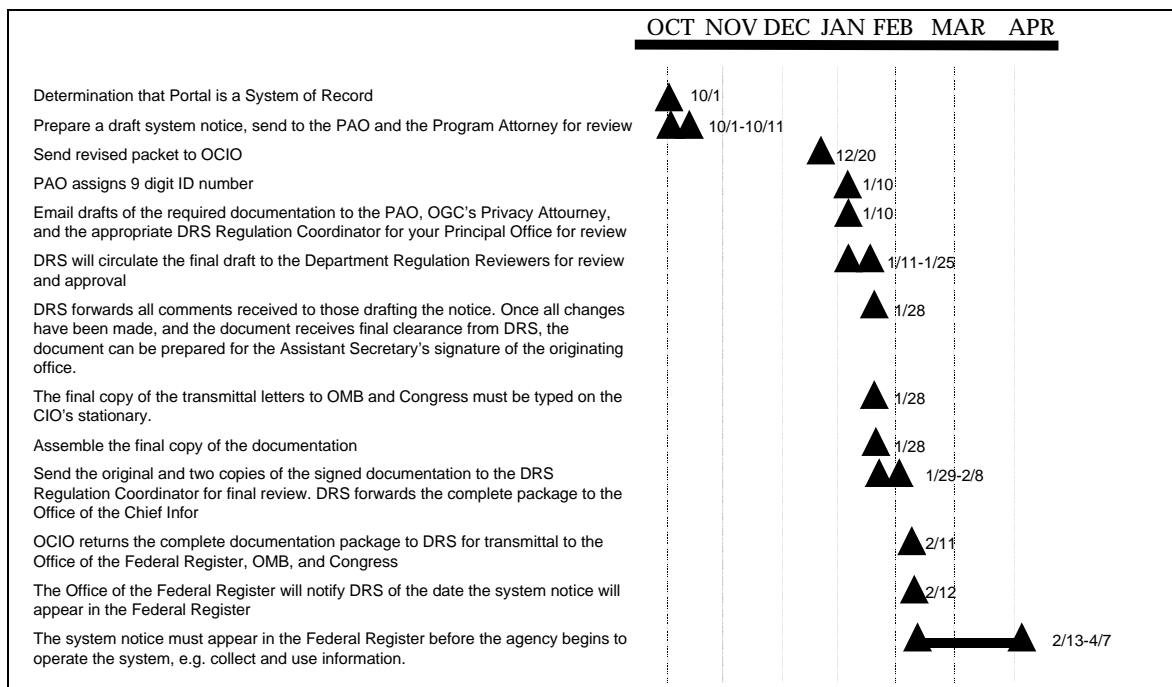 OCT NOV DEC JAN FEB MAR APR
Determination that Portal is a System of Record 10/1
Prepare a draft system notice, send to the PAO and the Program Attorney for review 10/1-10/11
Send revised packet to OCIO 12/20
PAO assigns 9 digit ID number 1/10
Email drafts of the required documentation to the PAO, OGC's Privacy Attourney, 1/10
and the appropriate DRS Regulation Coordinator for your Principal Office for review
DRS will circulate the final draft to the Department Regulation Reviewers for review 1/11-1/25
and approval
DRS forwards all comments received to those drafting the notice. Once all changes 1/28
have been made, and the document receives final clearance from DRS, the
document can be prepared for the Assistant Secretary's signature of the originating
office.
The final copy of the transmittal letters to OMB and Congress must be typed on the 1/28
CIO's stationary.
Assemble the final copy of the documentation 1/28
Send the original and two copies of the signed documentation to the DRS 1/29-2/8
Regulation Coordinator for final review. DRS forwards the complete package to the
Office of the Chief Infor
OCIO returns the complete documentation package to DRS for transmittal to the 2/11
Office of the Federal Register, OMB, and Congress
The Office of the Federal Register will notify DRS of the date the system notice will 2/12
appear in the Federal Register
The system notice must appear in the Federal Register before the agency begins to 2/13-4/7
operate the system, e.g. collect and use information.